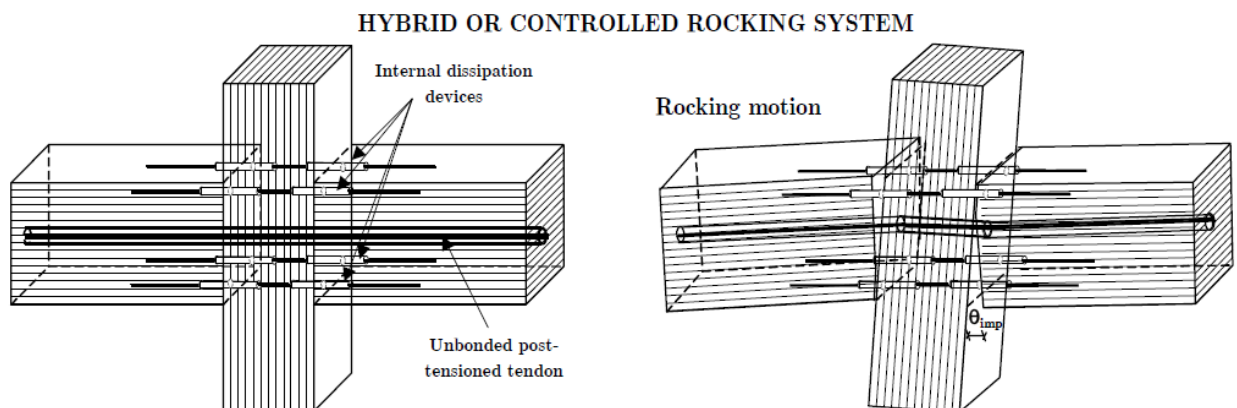 HYBRID OR CONTROLLED ROCKING SYSTEM
Internal dissipation
devices
Rocking motion
Unbonded post-
tensioned tendon
θimp